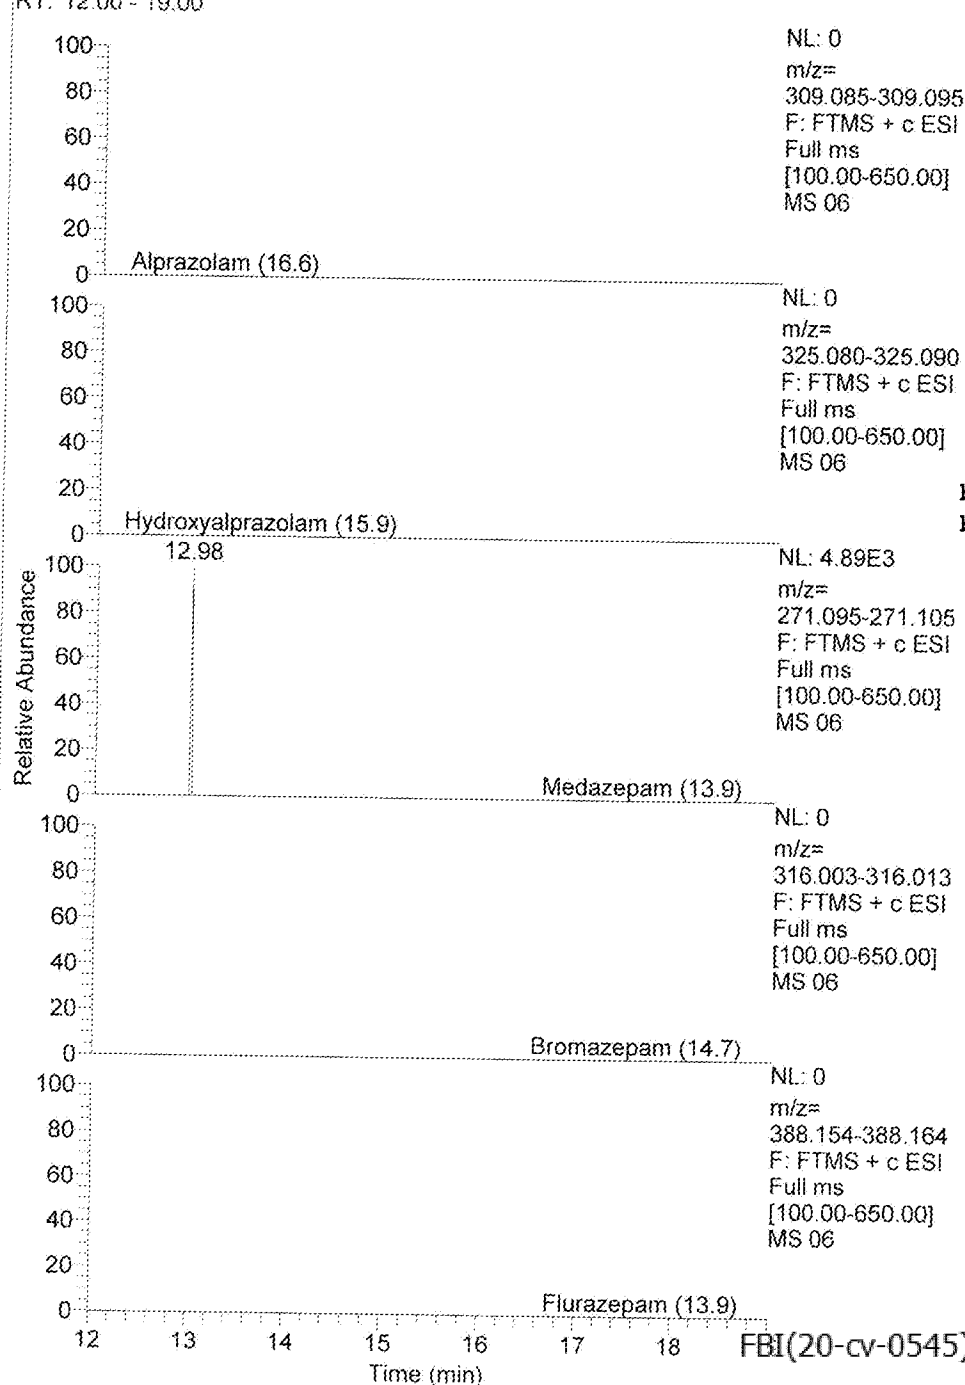 RT: 12.00 - 19.00
100
80
60
40
20
0
Alprazolam (16.6)
NL: 0
m/z=
309.085-309.095
F: FTMS + c ESI
Full ms
[100.00-650.00]
MS 06
100
80
60
40
20
0
Hydroxyalprazolam (15.9)
NL: 0
m/z=
325.080-325.090
F: FTMS + c ESI
Full ms
[100.00-650.00]
MS 06
Relative Abundance
12.98
100
80
60
40
20
0
Medazepam (13.9)
NL: 4.89E3
m/z=
271.095-271.105
F: FTMS + c ESI
Full ms
[100.00-650.00]
MS 06
100
80
60
40
20
0
Bromazepam (14.7)
NL: 0
m/z=
316.003-316.013
F: FTMS + c ESI
Full ms
[100.00-650.00]
MS 06
100
80
60
40
20
0
Flurazepam (13.9)
NL: 0
m/z=
388.154-388.164
F: FTMS + c ESI
Full ms
[100.00-650.00]
MS 06
12 13 14 15 16 17 18
Time (min)
FBI(20-cv-0545)